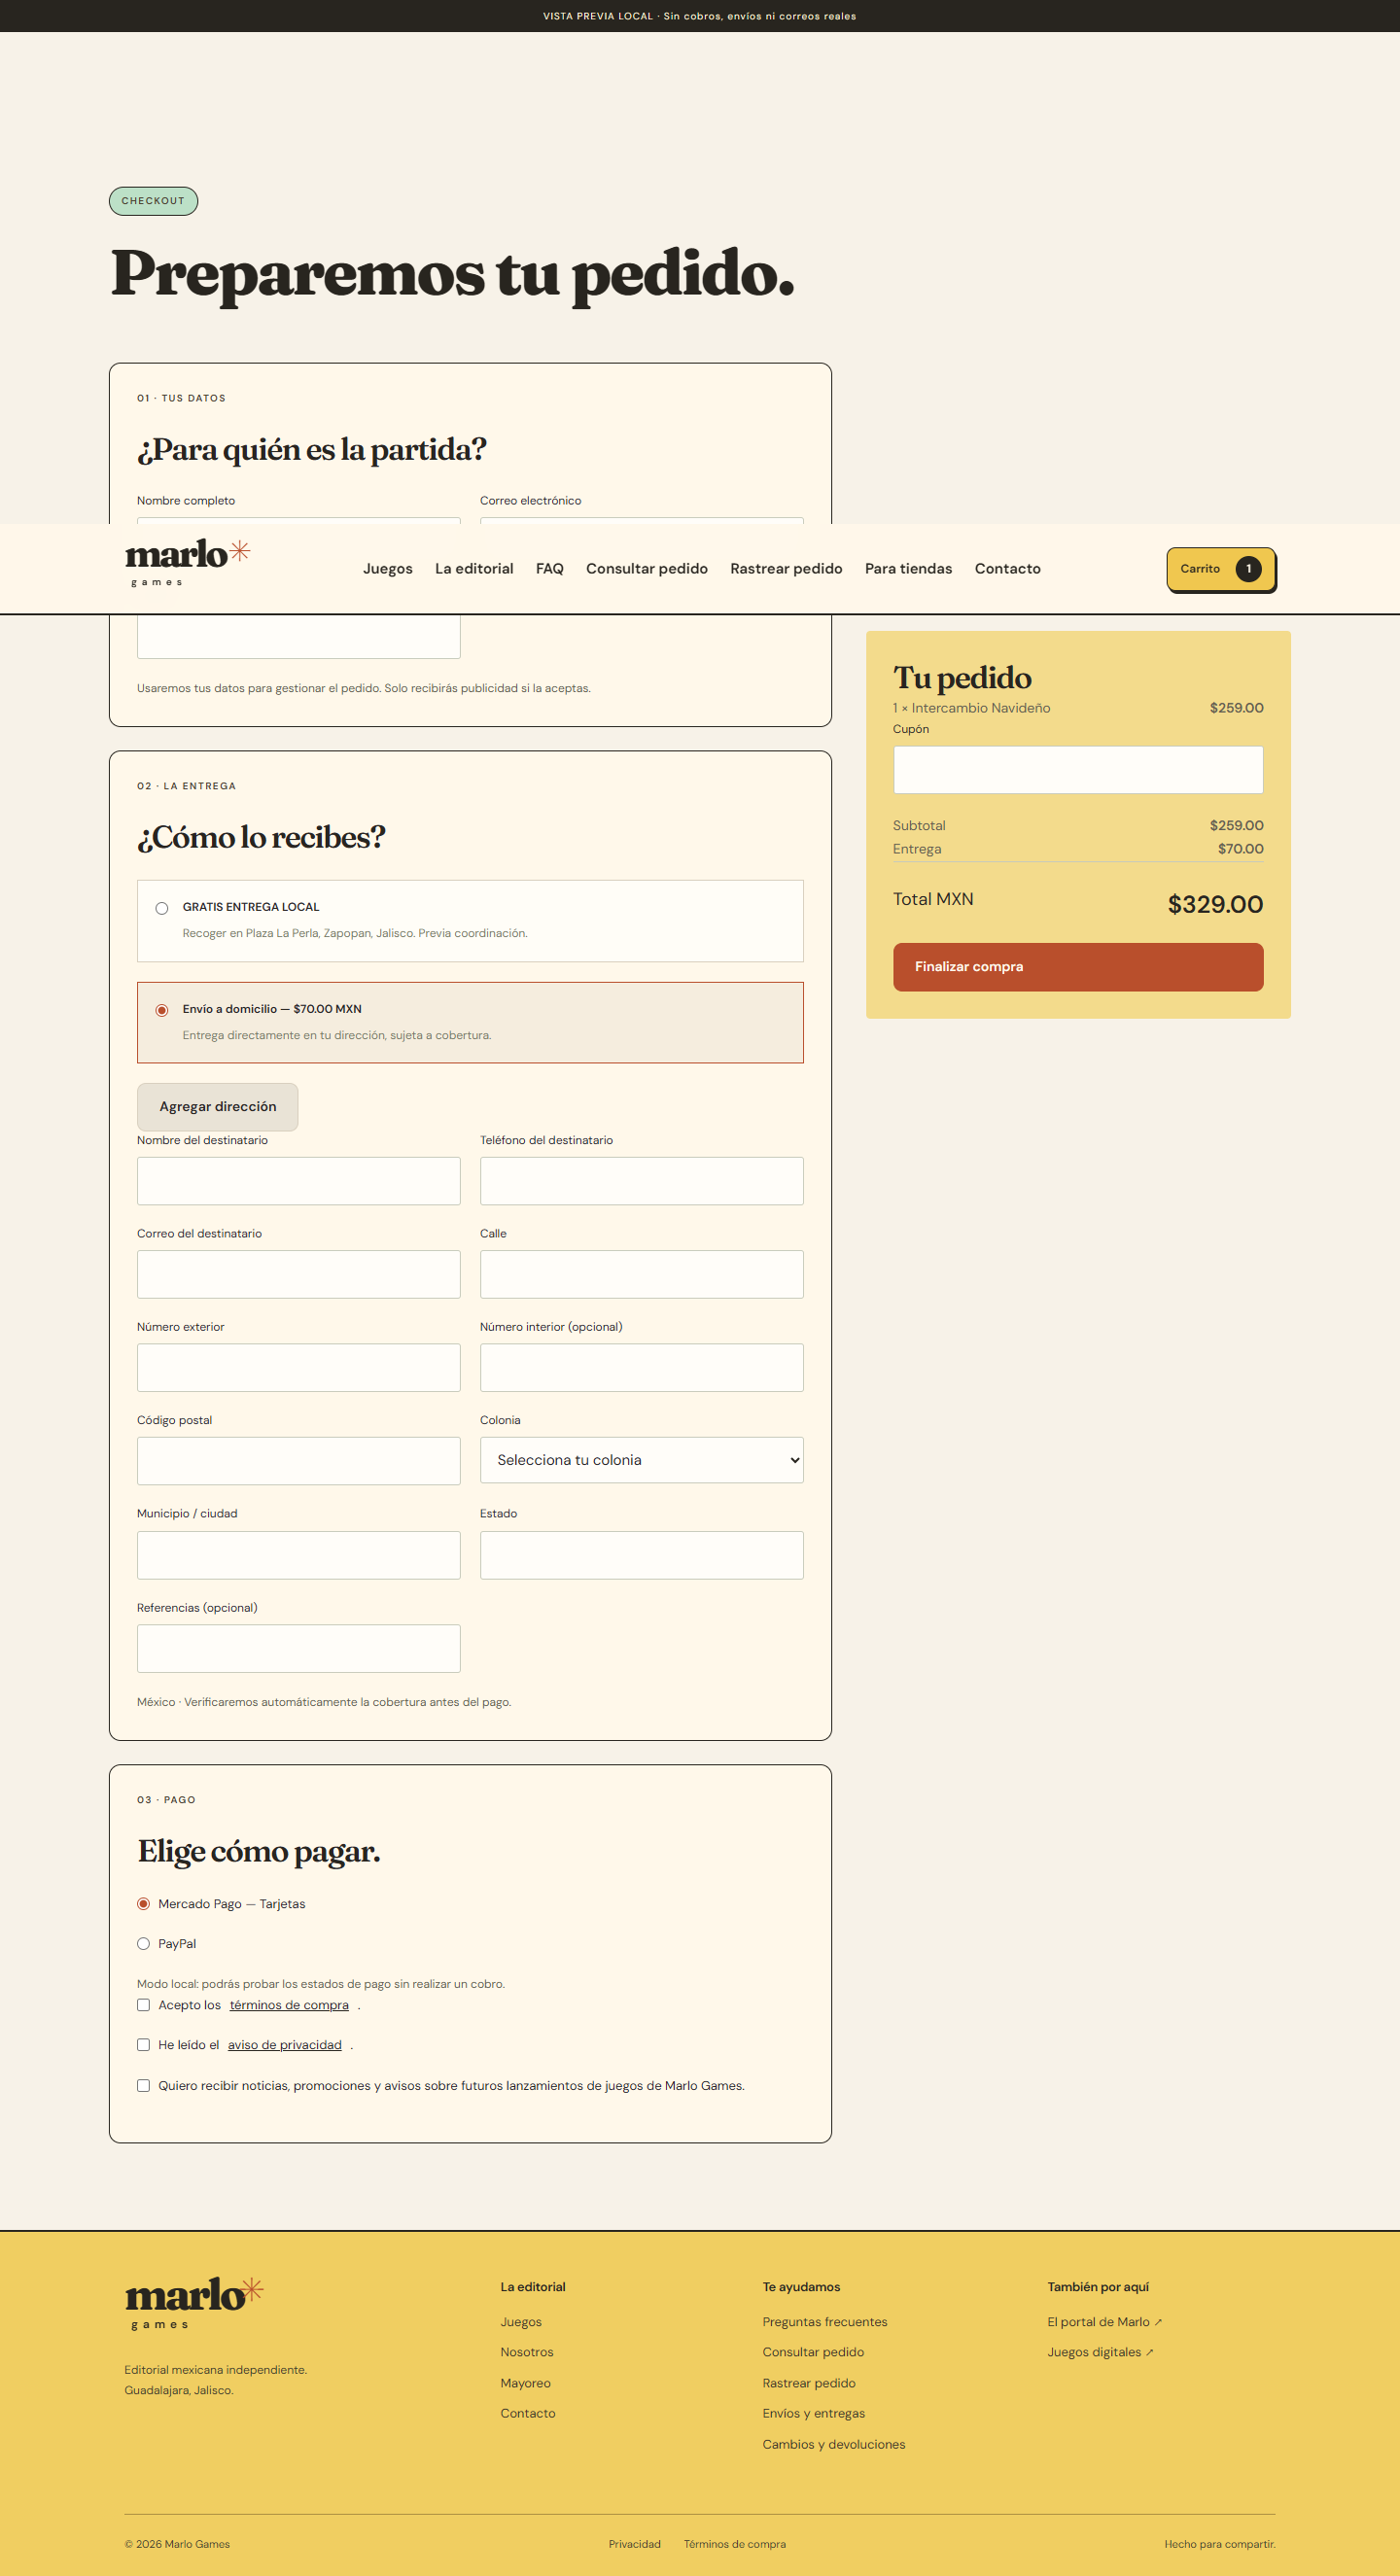 VISTA PREVIA LOCAL · Sin cobros, envíos ni correos reales
CHECKOUT
Preparemos tu pedido.
01 · TUS DATOS
¿Para quién es la partida?
Nombre completo
Correo electrónico
marlo
games
Juegos
La editorial
FAQ
Consultar pedido
Rastrear pedido
Para tiendas
Contacto
Carrito 1
Usaremos tus datos para gestionar el pedido. Solo recibirás publicidad si la aceptas.
Tu pedido
1 × Intercambio Navideño $259.00
Cupón
Subtotal $259.00
Entrega $70.00
Total MXN $329.00
Finalizar compra
02 · LA ENTREGA
¿Cómo lo recibes?
GRATIS ENTREGA LOCAL
Recoger en Plaza La Perla, Zapopan, Jalisco. Previa coordinación.
Envío a domicilio — $70.00 MXN
Entrega directamente en tu dirección, sujeta a cobertura.
Agregar dirección
Nombre del destinatario
Teléfono del destinatario
Correo del destinatario
Calle
Número exterior
Número interior (opcional)
Código postal
Colonia
Selecciona tu colonia
Municipio / ciudad
Estado
Referencias (opcional)
México · Verificaremos automáticamente la cobertura antes del pago.
03 · PAGO
Elige cómo pagar.
Mercado Pago — Tarjetas
PayPal
Modo local: podrás probar los estados de pago sin realizar un cobro.
Acepto los términos de compra .
He leído el aviso de privacidad .
Quiero recibir noticias, promociones y avisos sobre futuros lanzamientos de juegos de Marlo Games.
marlo
games
Editorial mexicana independiente.
Guadalajara, Jalisco.
La editorial
Juegos
Nosotros
Mayoreo
Contacto
Te ayudamos
Preguntas frecuentes
Consultar pedido
Rastrear pedido
Envíos y entregas
Cambios y devoluciones
También por aquí
El portal de Marlo ↗
Juegos digitales ↗
© 2026 Marlo Games
Privacidad
Términos de compra
Hecho para compartir.